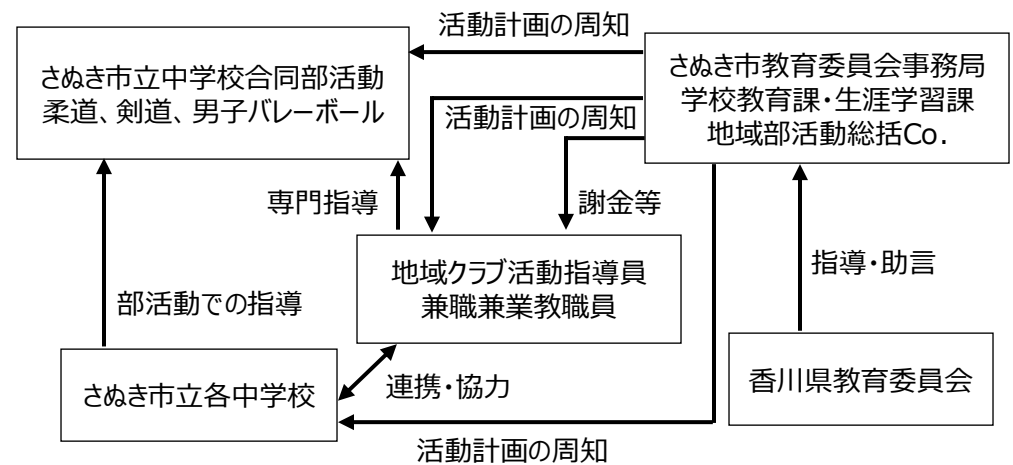 活動計画の周知
さぬき市立中学校合同部活動
柔道、剣道、男子バレーボール
さぬき市教育委員会事務局
学校教育課・生涯学習課
地域部活動総括Co.
活動計画の周知
専門指導
謝金等
地域クラブ活動指導員
兼職兼業教職員
指導・助言
部活動での指導
さぬき市立各中学校
連携・協力
香川県教育委員会
活動計画の周知